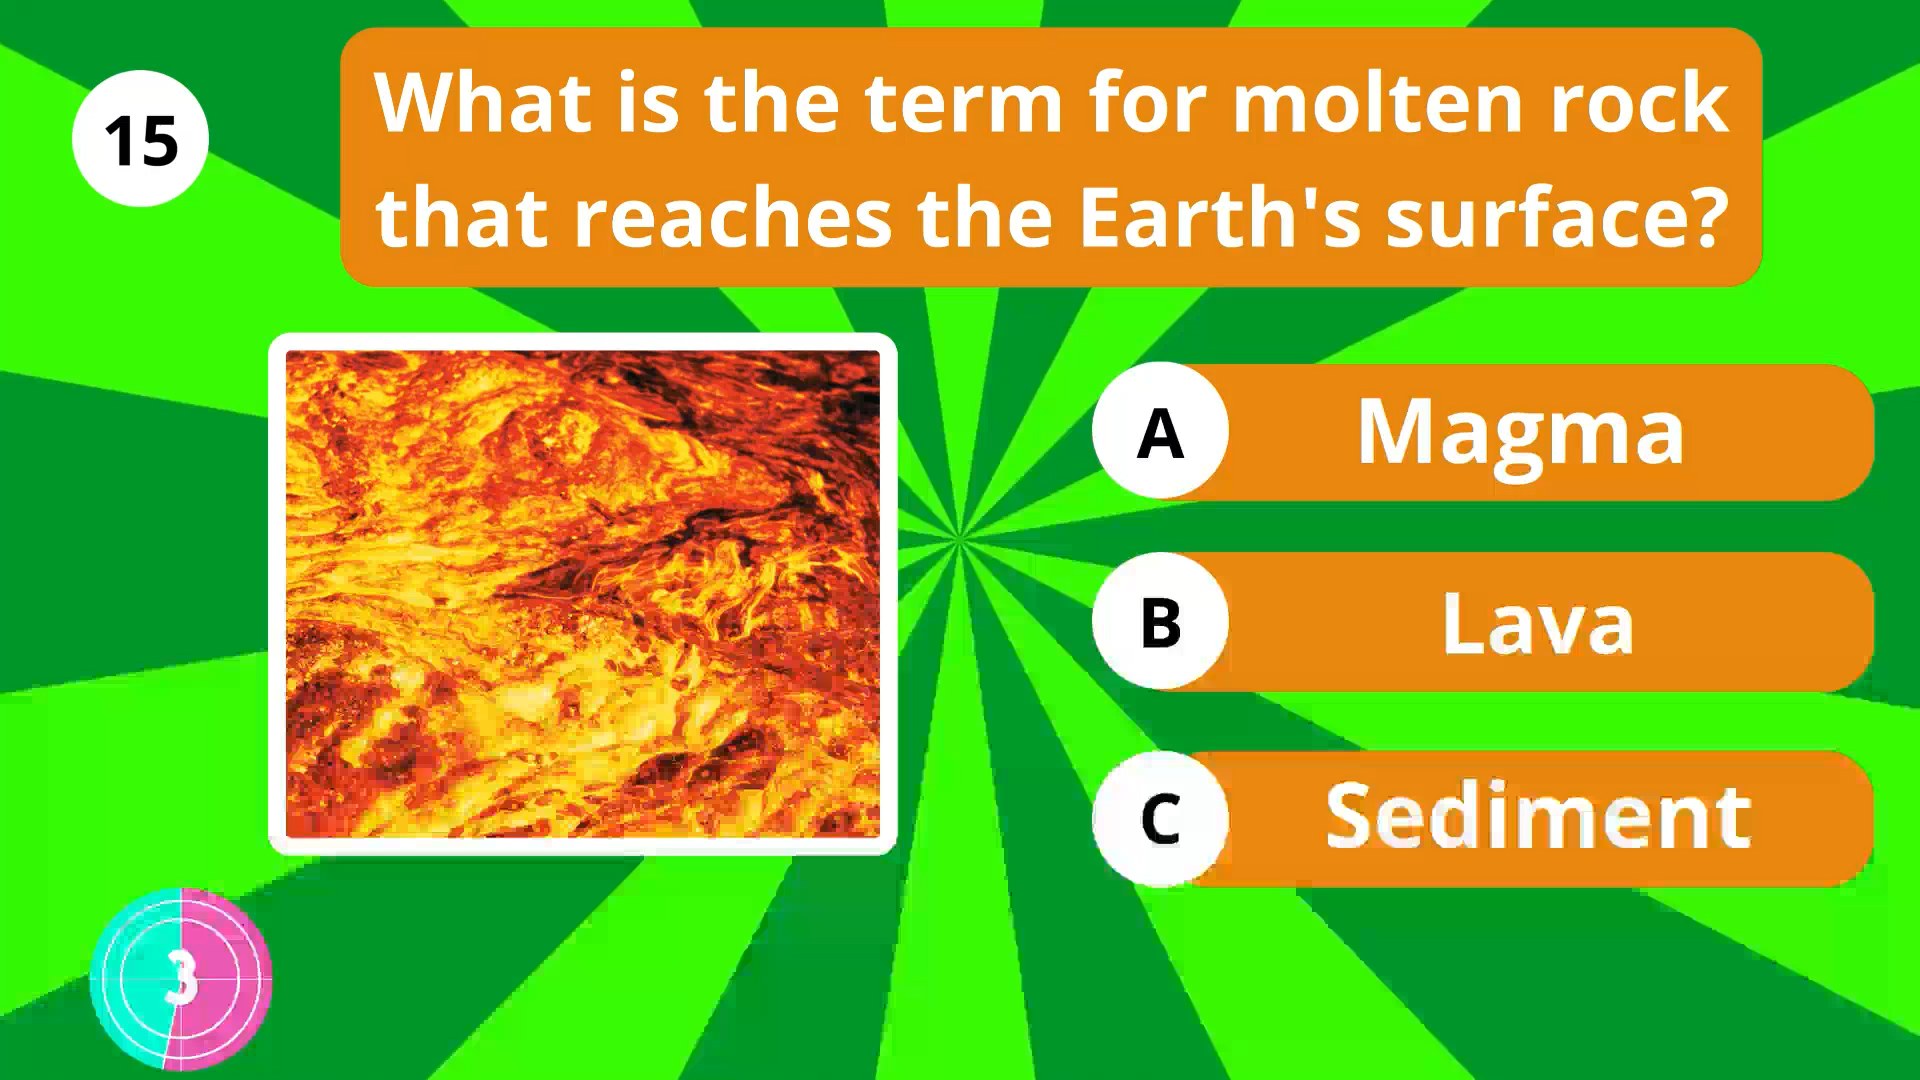 15
What is the term for molten rock
that reaches the Earth's surface?
A
Magma
B
Lava
C
Sediment
3